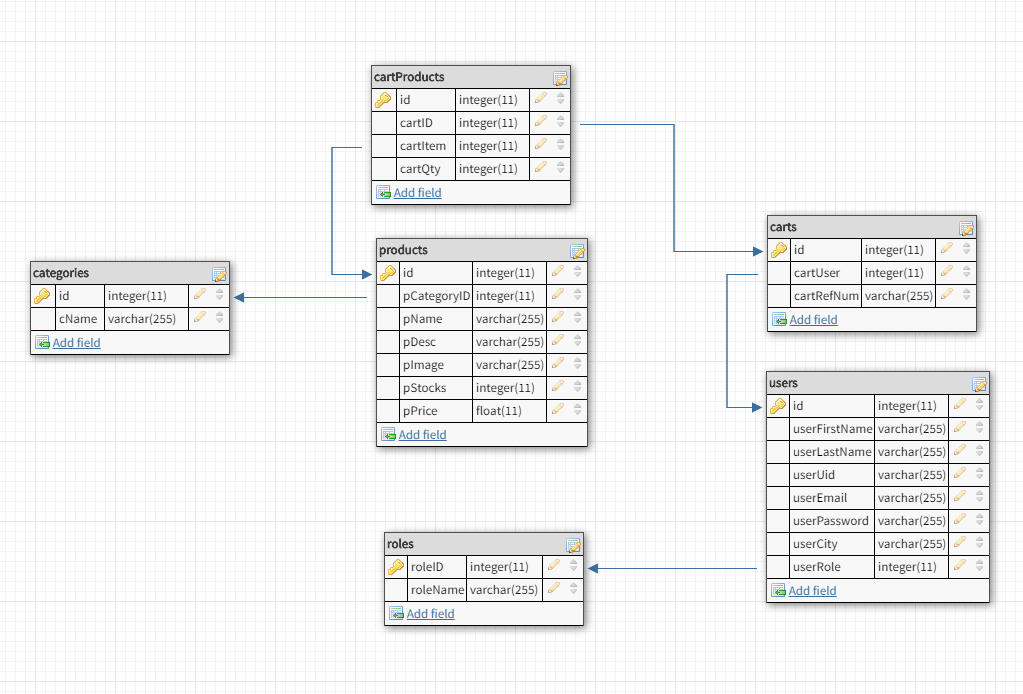 cartProducts
id integer(11)
cartID integer(11)
cartItem integer(11)
cartQty integer(11)
Add field
products
id integer(11)
pCategoryID integer(11)
pName varchar(255)
pDesc varchar(255)
pImage varchar(255)
pStocks integer(11)
pPrice float(11)
Add field
categories
id integer(11)
cName varchar(255)
Add field
carts
id integer(11)
cartUser integer(11)
cartRefNum varchar(255)
Add field
users
id integer(11)
userFirstName varchar(255)
userLastName varchar(255)
userUid varchar(255)
userEmail varchar(255)
userPassword varchar(255)
userCity varchar(255)
userRole integer(11)
Add field
roles
roleID integer(11)
roleName varchar(255)
Add field